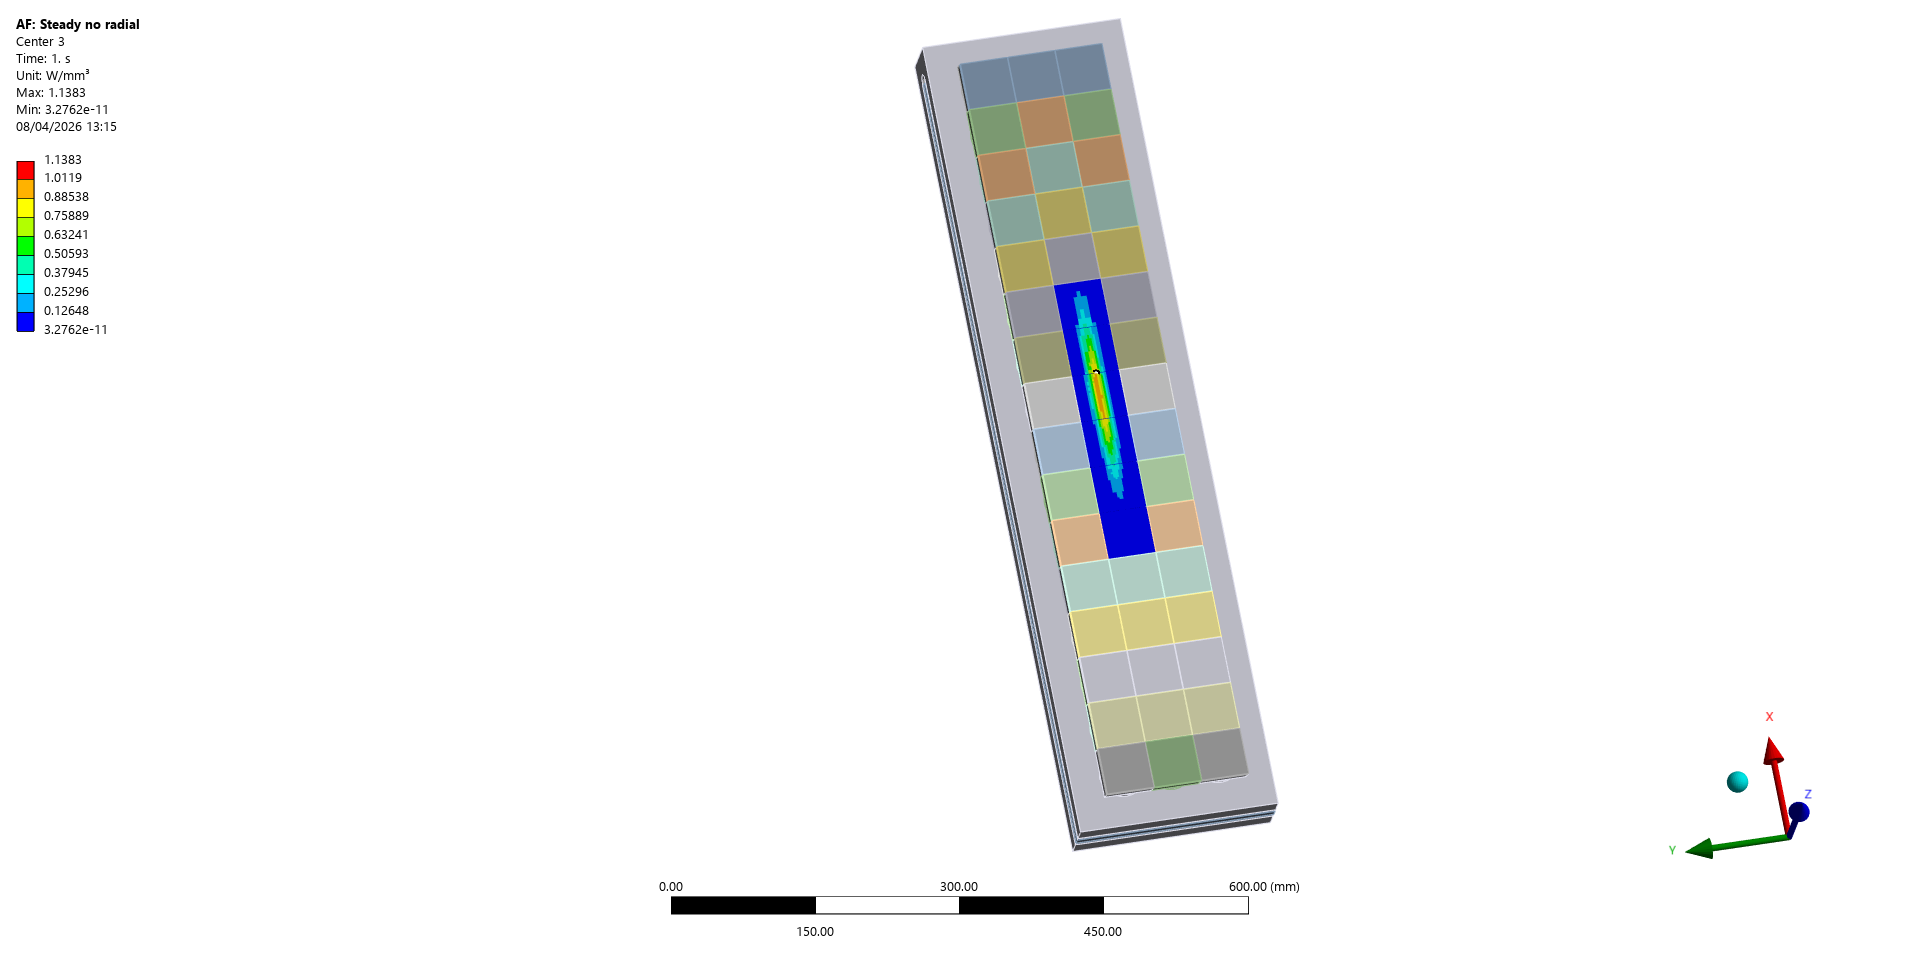 AF: Steady no radial
Center 3
Time: 1. s
Unit: W/mm³
Max: 1.1383
Min: 3.2762e-11
08/04/2026 13:15
1.1383
1.0119
0.88538
0.75889
0.63241
0.50593
0.37945
0.25296
0.12648
3.2762e-11
X
Z
Y
0.00 300.00 600.00 (mm)
150.00 450.00